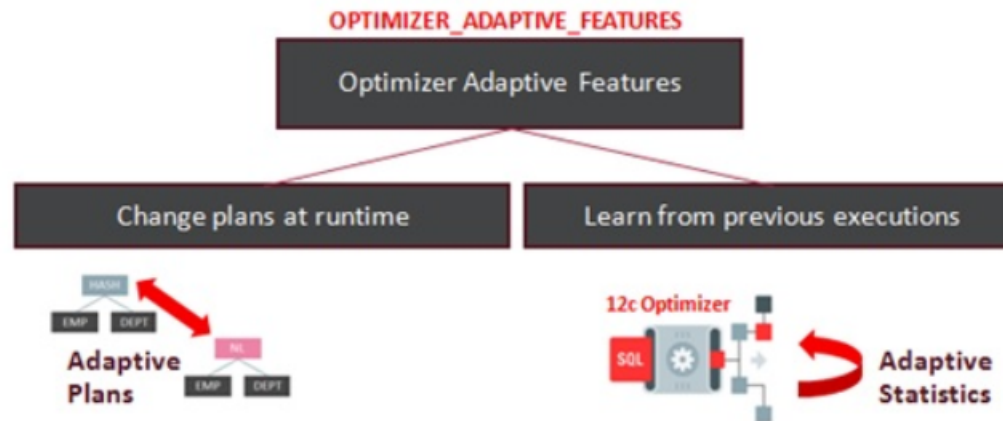 OPTIMIZER_ADAPTIVE_FEATURES
Optimizer Adaptive Features
Change plans at runtime
Learn from previous executions
HASH
EMP
DEPT
NL
EMP
DEPT
Adaptive
Plans
12c Optimizer
SQL
Adaptive
Statistics